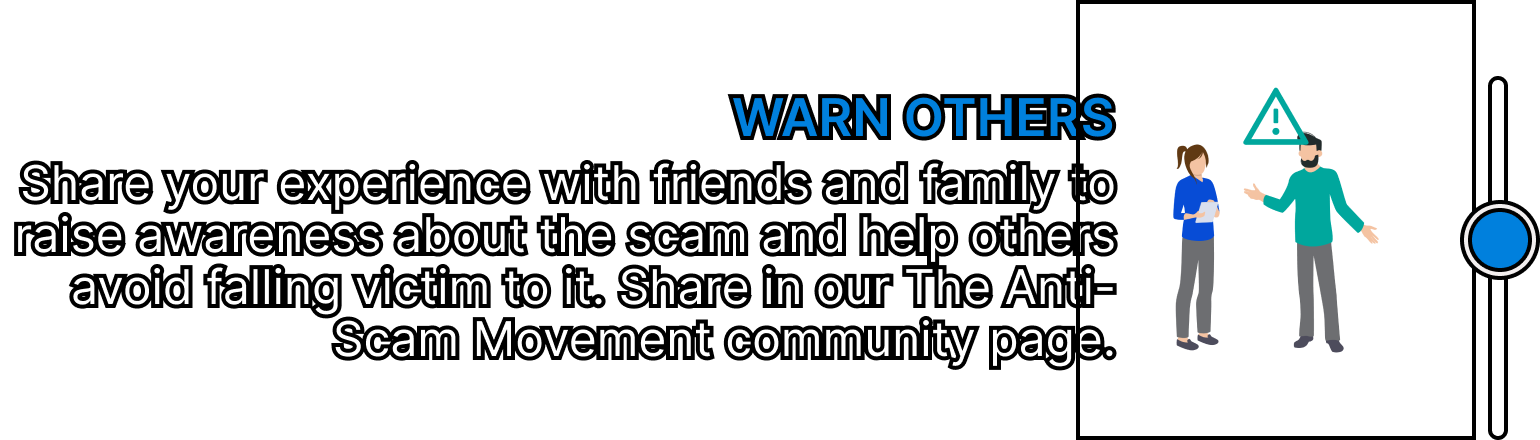 WARN OTHERS
Share your experience with friends and family to
raise awareness about the scam and help others
avoid falling victim to it. Share in our The Anti-
Scam Movement community page.